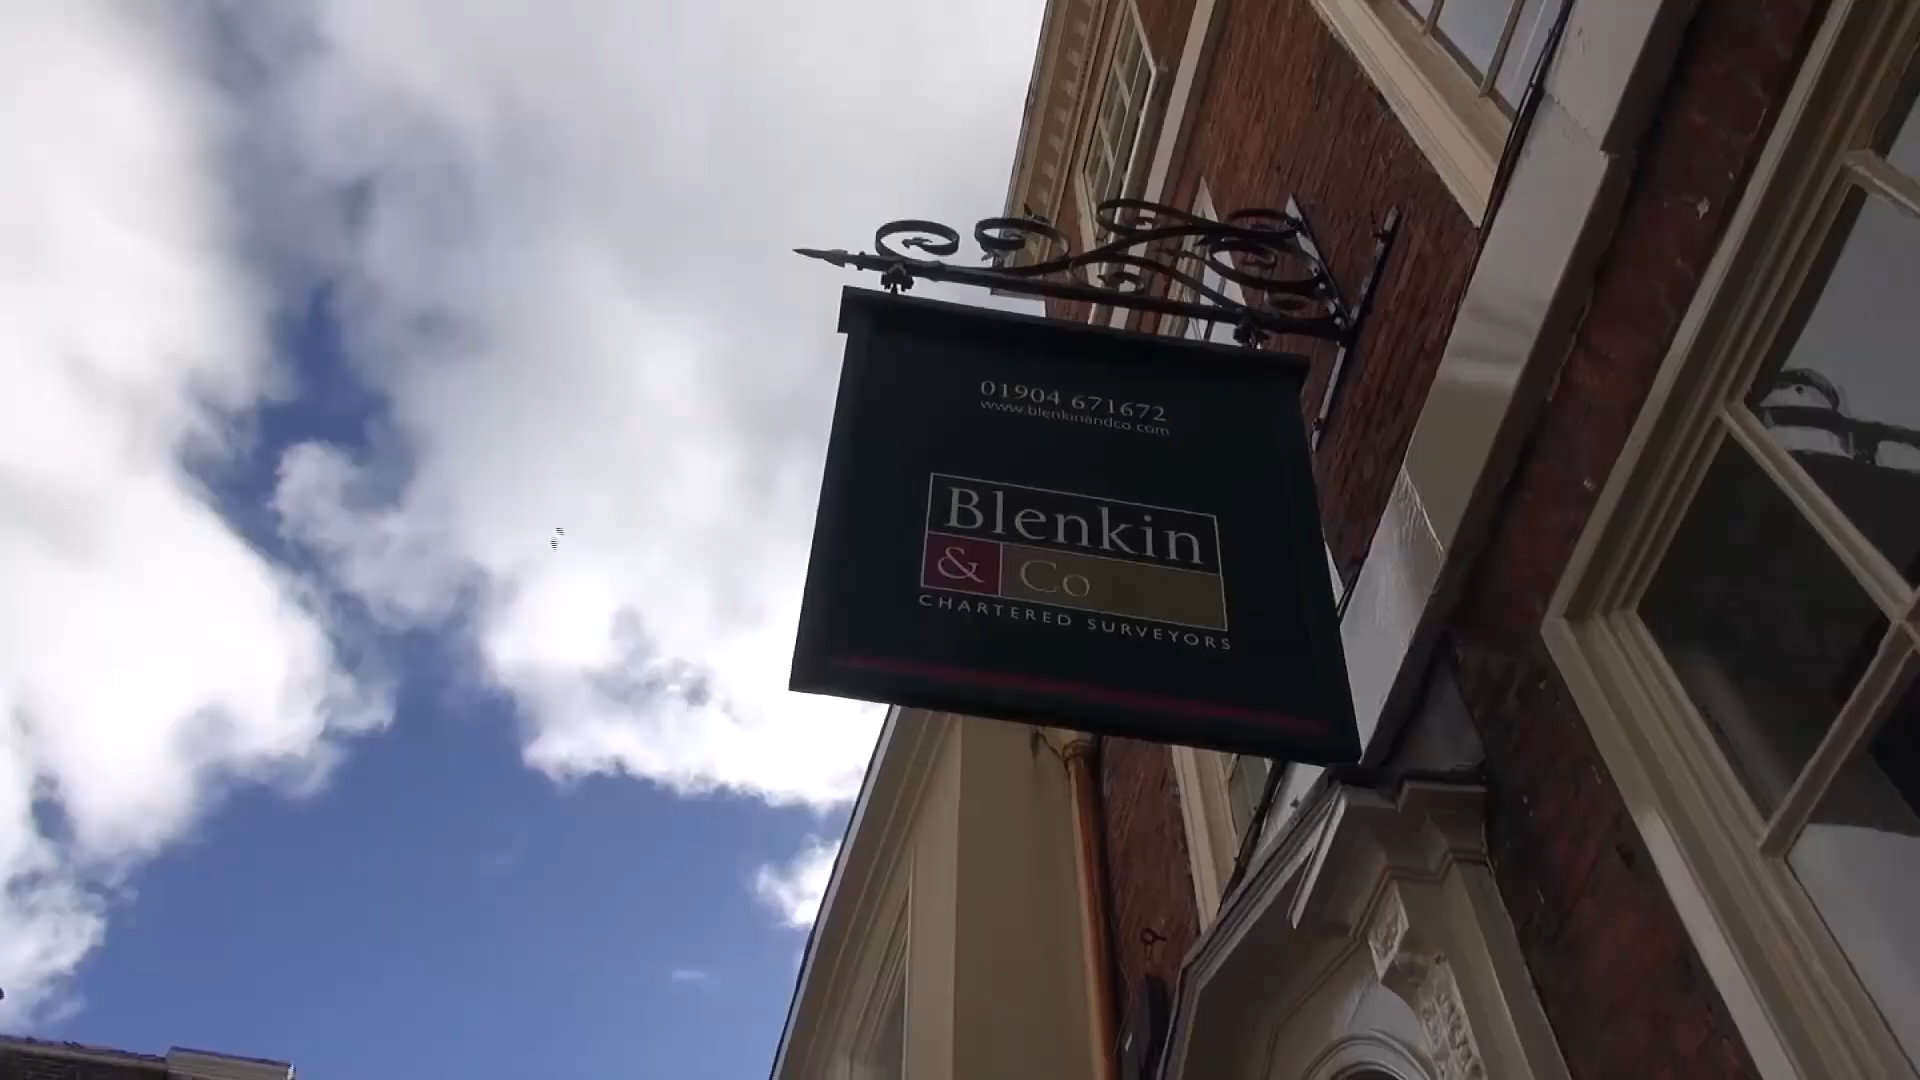 01904 671672
www.blenkinandco.com
Blenkin
& Co
CHARTERED SURVEYORS